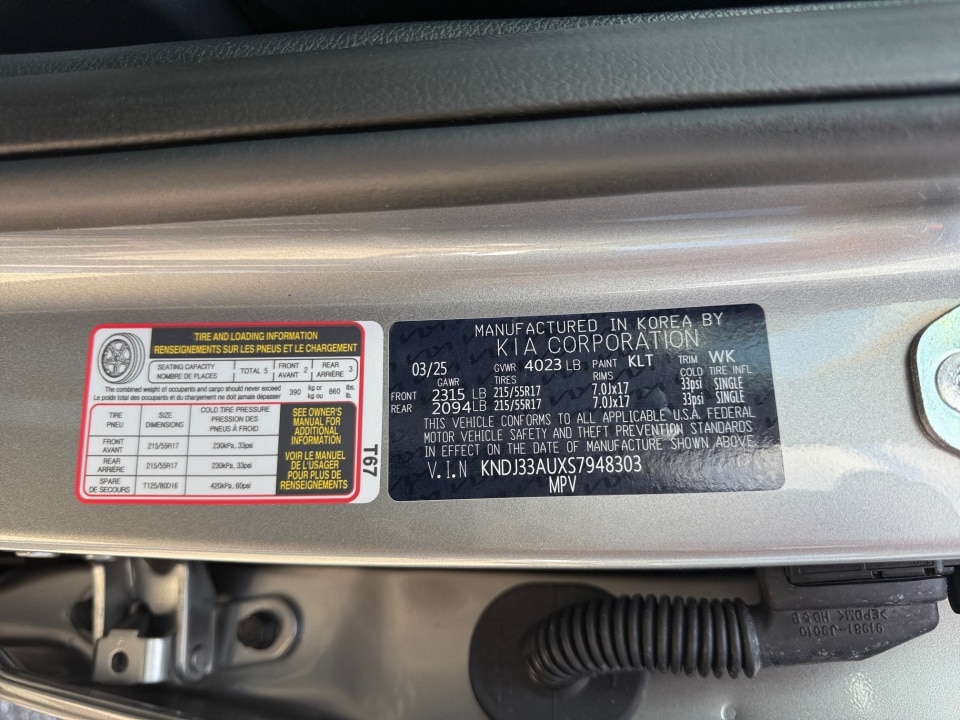 TIRE AND LOADING INFORMATION
RENSEIGNEMENTS SUR LES PNEUS ET LE CHARGEMENT
SEATING CAPACITY
NOMBRE DE PLACES
TOTAL 5
FRONT
AVANT 2
REAR
ARRIÈRE 3
The combined weight of occupants and cargo should never exceed
Le poids total des occupants et du chargement ne doit jamais dépasser
390 kg or kg ou 860 lbs. lb.
TIRE
PNEU
SIZE
DIMENSIONS
COLD TIRE PRESSURE
PRESSION DES
PNEUS À FROID
FRONT
AVANT
215/55R17
230kPa, 33psi
REAR
ARRIÈRE
215/55R17
230kPa, 33psi
SPARE
DE SECOURS
T125/80D16
420kPa, 60psi
SEE OWNER'S
MANUAL FOR
ADDITIONAL
INFORMATION
VOIR LE MANUEL
DE L'USAGER
POUR PLUS DE
RENSEIGNEMENTS
T67
MANUFACTURED IN KOREA BY
KIA CORPORATION
03/25 GVWR 4023 LB PAINT KLT TRIM WK
GAWR TIRES RIMS COLD TIRE INFL
FRONT 2315 LB 215/55R17 7.0Jx17 33psi SINGLE
REAR 2094 LB 215/55R17 7.0Jx17 33psi SINGLE
THIS VEHICLE CONFORMS TO ALL APPLICABLE U.S.A. FEDERAL
MOTOR VEHICLE SAFETY AND THEFT PREVENTION STANDARDS
IN EFFECT ON THE DATE OF MANUFACTURE SHOWN ABOVE.
V.I.N KNDJ33AUXS7948303
MPV
91981-J9010
>EPDM< HG 5 B